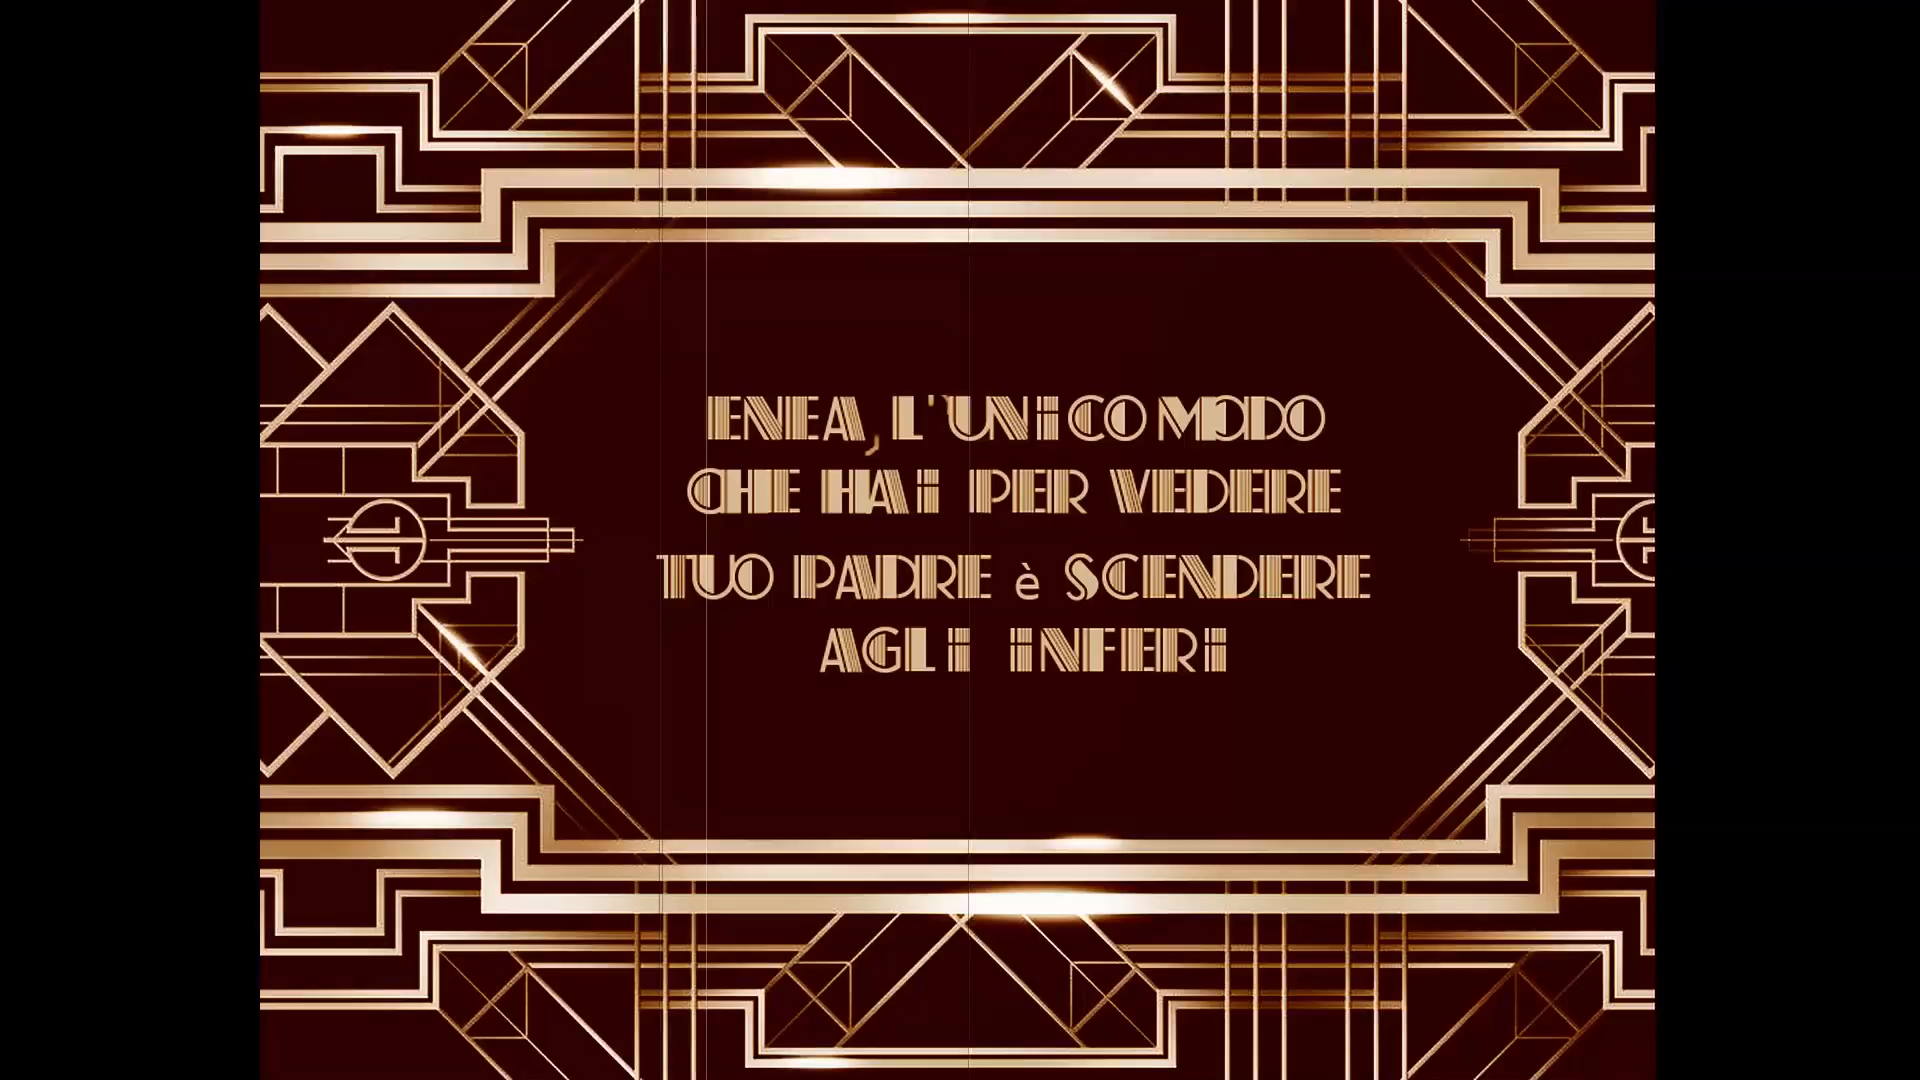 ENEA, L'UNiCO MODO
CHE HAi PER VEDERE
TUO PADRE è SCENDERE
AGLi iNFERi